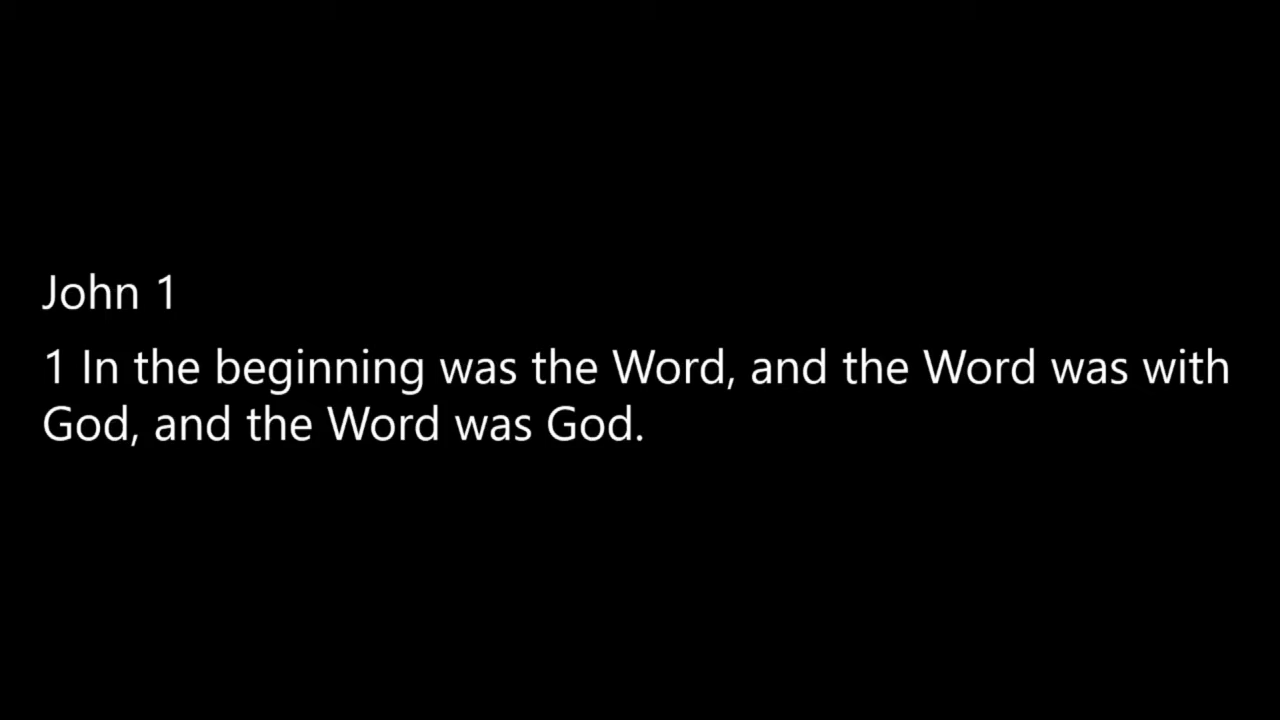 John 1
1 In the beginning was the Word, and the Word was with
God, and the Word was God.